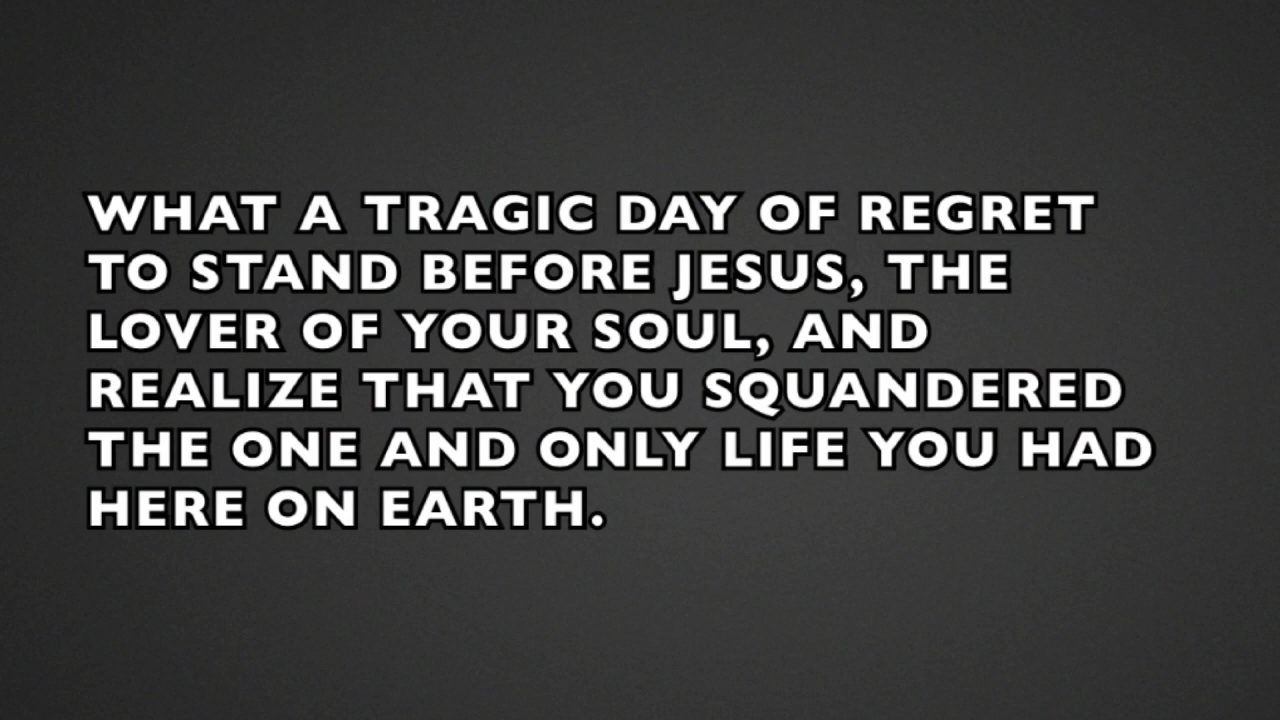 WHAT A TRAGIC DAY OF REGRET
TO STAND BEFORE JESUS, THE
LOVER OF YOUR SOUL, AND
REALIZE THAT YOU SQUANDERED
THE ONE AND ONLY LIFE YOU HAD
HERE ON EARTH.